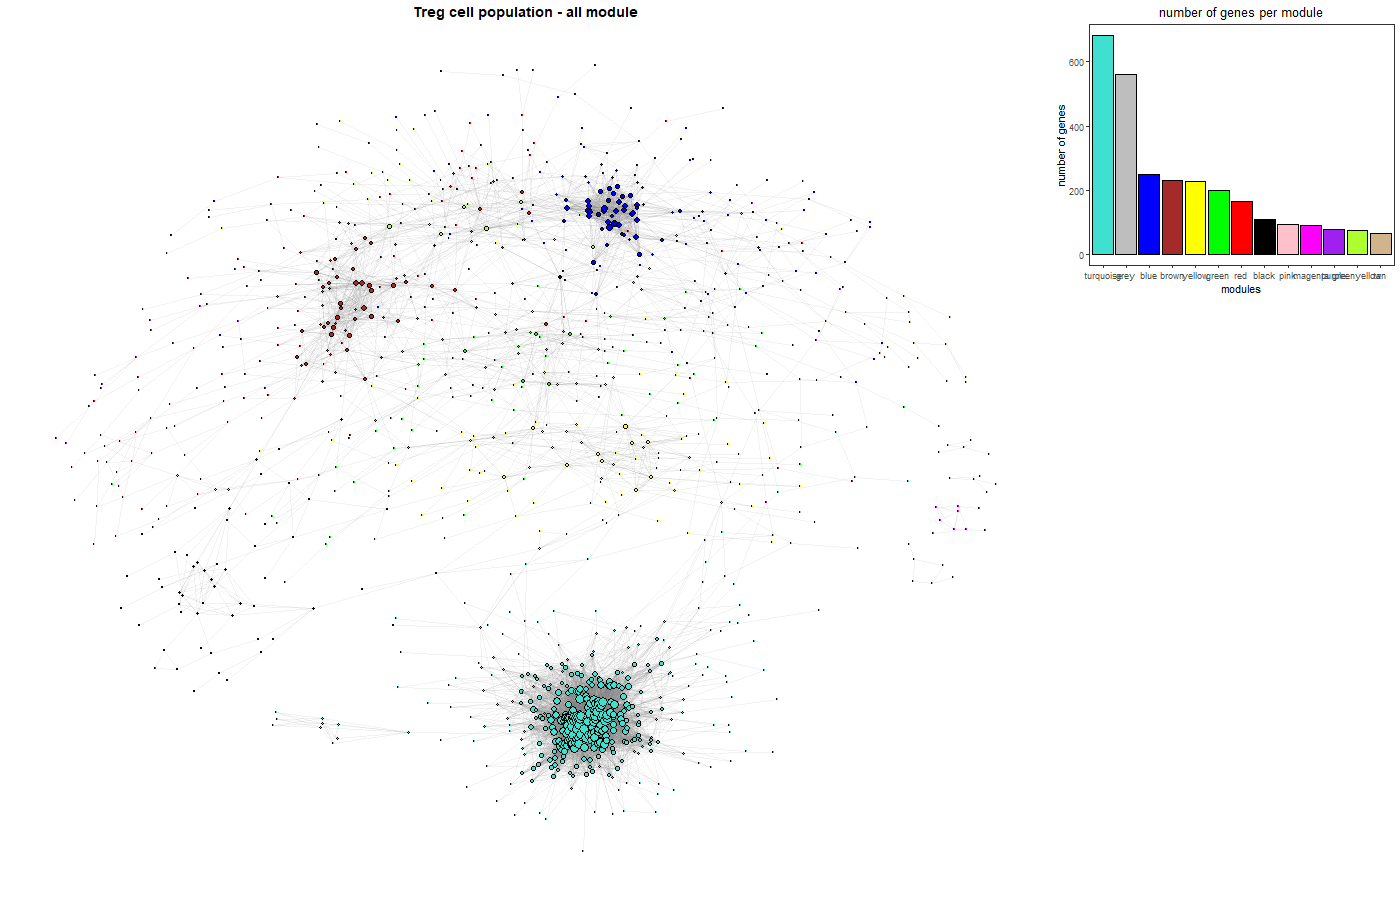 Treg cell population - all module
number of genes per module
number of genes
600
400
200
0
turquoise grey blue brown yellow green red black pink magenta purple greenyellow tan
modules